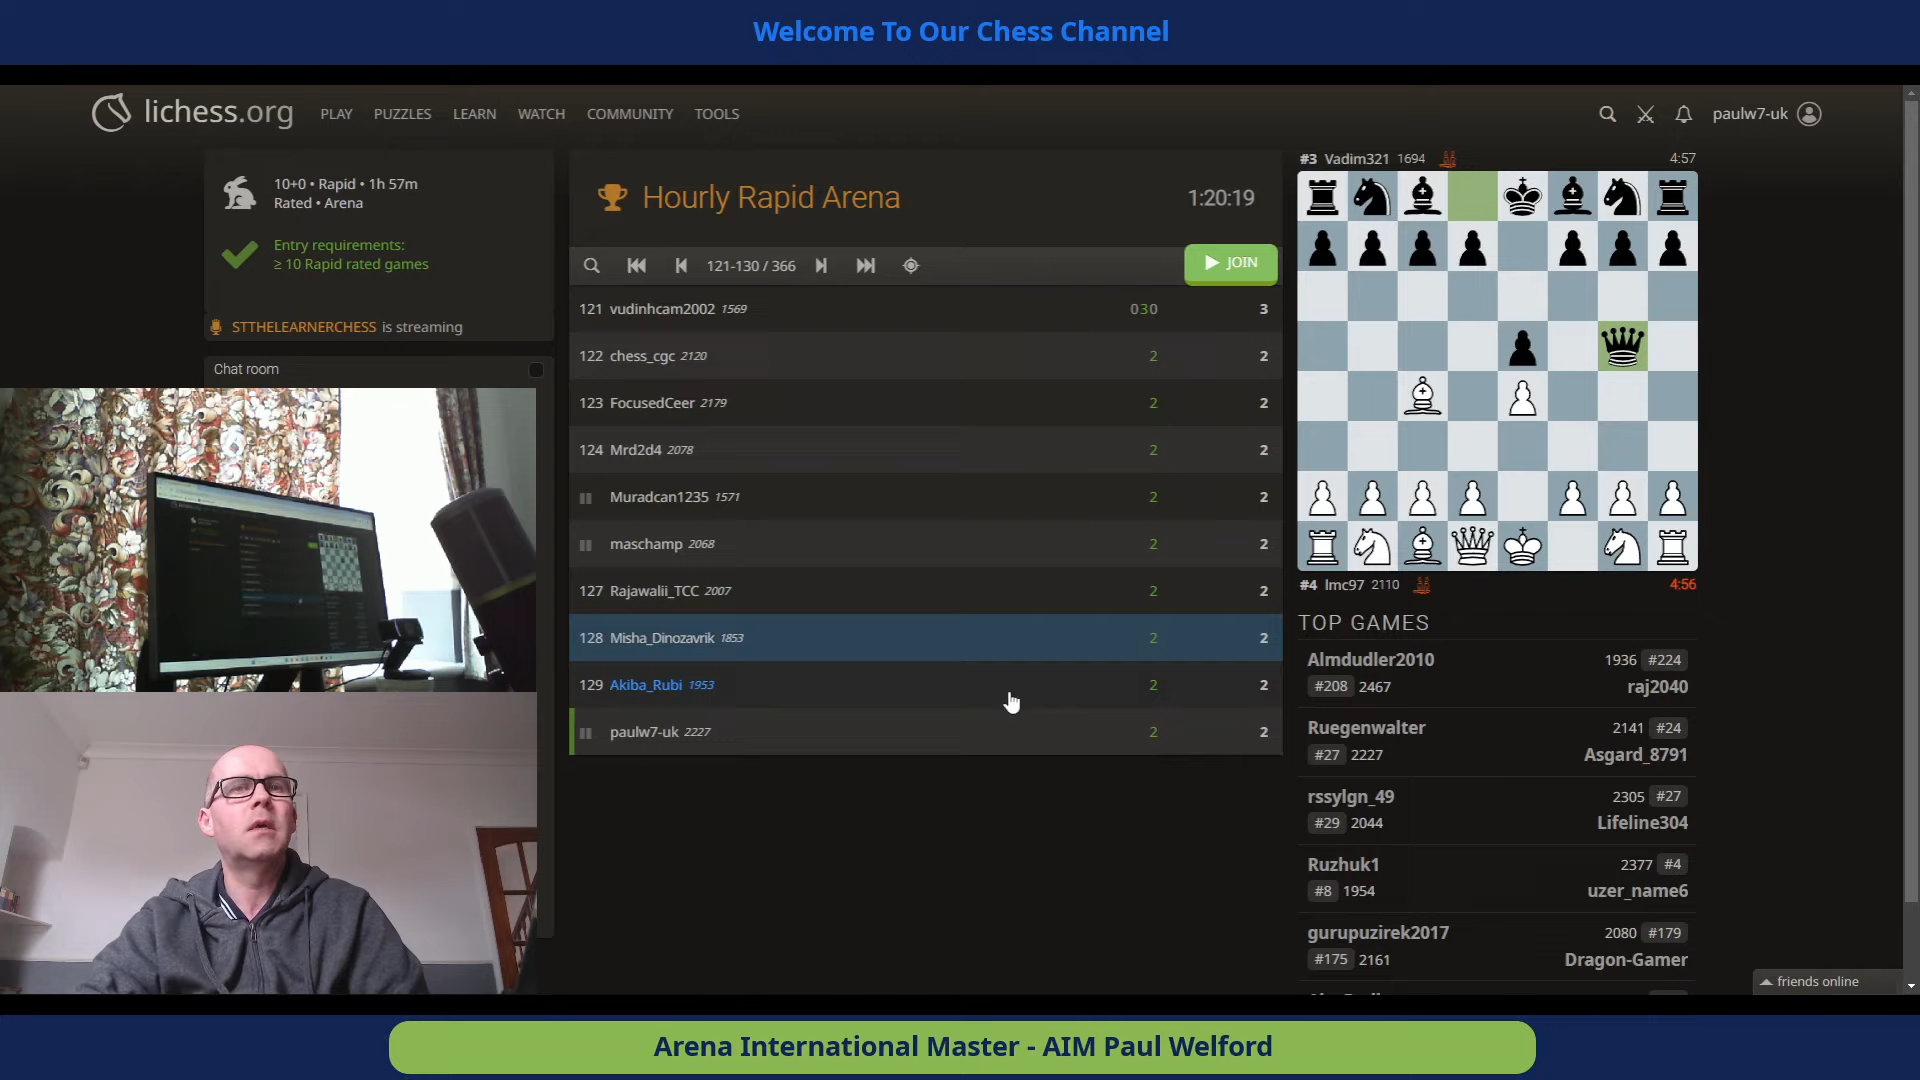 Welcome To Our Chess Channel
lichess.org PLAY PUZZLES LEARN WATCH COMMUNITY TOOLS paulw7-uk
10+0 • Rapid • 1h 57m
Rated • Arena
Entry requirements:
≥ 10 Rapid rated games
STTHELEARNERCHESS is streaming
Chat room
Hourly Rapid Arena 1:20:19
121-130 / 366 JOIN
121 vudinhcam2002 1569 030 3
122 chess_cgc 2120 2 2
123 FocusedCeer 2179 2 2
124 Mrd2d4 2078 2 2
Muradcan1235 1571 2 2
maschamp 2068 2 2
127 Rajawalii_TCC 2007 2 2
128 Misha_Dinozavrik 1853 2 2
129 Akiba_Rubi 1953 2 2
paulw7-uk 2227 2 2
#3 Vadim321 1694 4:57
#4 lmc97 2110 4:56
TOP GAMES
Almdudler2010 1936 #224
#208 2467 raj2040
Ruegenwalter 2141 #24
#27 2227 Asgard_8791
rssylgn_49 2305 #27
#29 2044 Lifeline304
Ruzhuk1 2377 #4
#8 1954 uzer_name6
gurupuzirek2017 2080 #179
#175 2161 Dragon-Gamer
friends online
Arena International Master - AIM Paul Welford